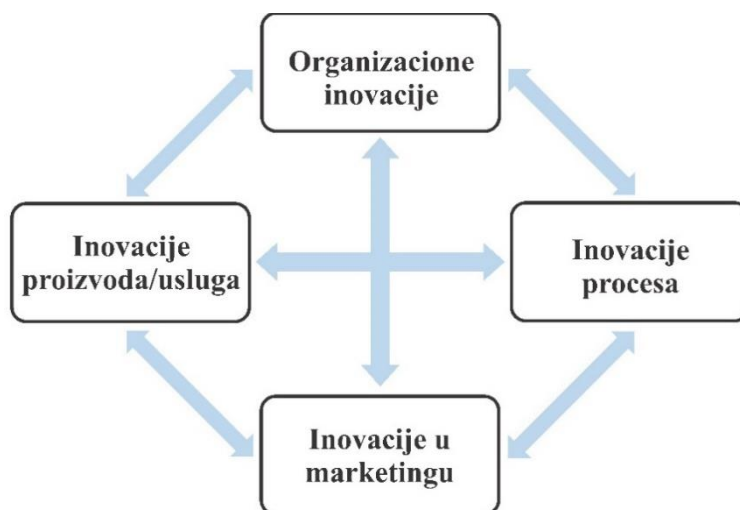 Organizacione
inovacije
Inovacije
proizvoda/usluga
Inovacije
procesa
Inovacije u
marketingu